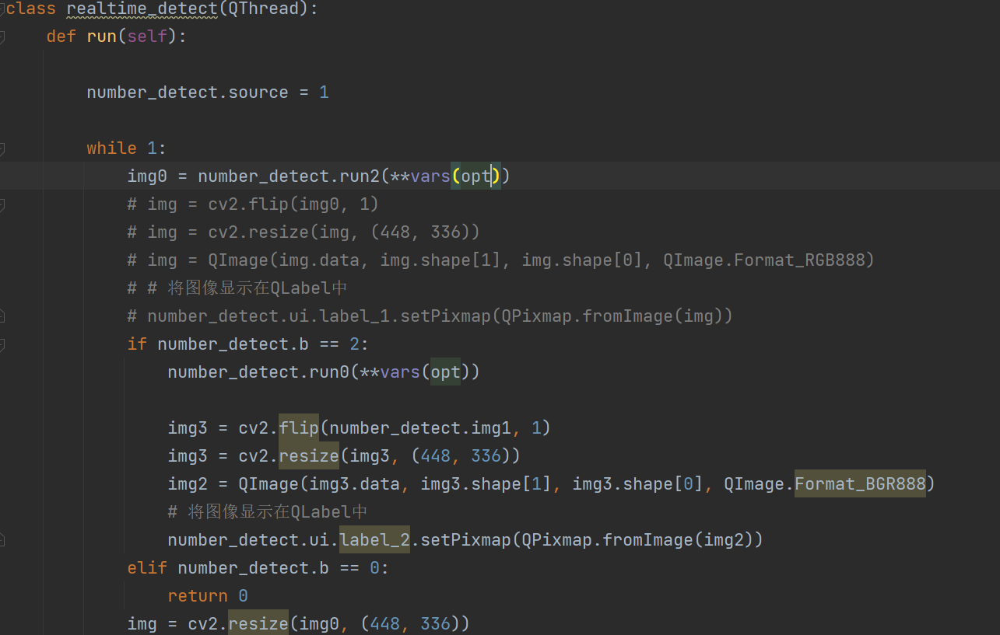 class realtime_detect(QThread):
def run(self):
number_detect.source = 1
while 1:
img0 = number_detect.run2(**vars(opt))
# img = cv2.flip(img0, 1)
# img = cv2.resize(img, (448, 336))
# img = QImage(img.data, img.shape[1], img.shape[0], QImage.Format_RGB888)
# # 将图像显示在QLabel中
# number_detect.ui.label_1.setPixmap(QPixmap.fromImage(img))
if number_detect.b == 2:
number_detect.run0(**vars(opt))
img3 = cv2.flip(number_detect.img1, 1)
img3 = cv2.resize(img3, (448, 336))
img2 = QImage(img3.data, img3.shape[1], img3.shape[0], QImage.Format_BGR888)
# 将图像显示在QLabel中
number_detect.ui.label_2.setPixmap(QPixmap.fromImage(img2))
elif number_detect.b == 0:
return 0
img = cv2.resize(img0, (448, 336))